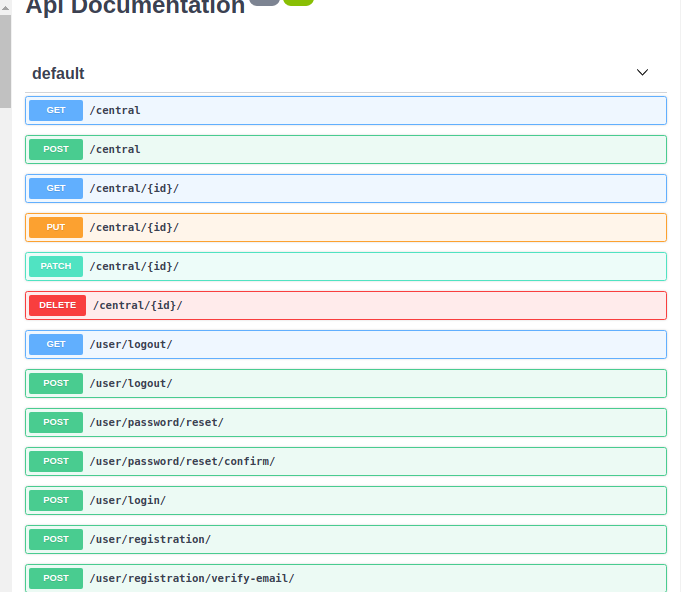 Api Documentation
default
GET /central
POST /central
GET /central/{id}/
PUT /central/{id}/
PATCH /central/{id}/
DELETE /central/{id}/
GET /user/logout/
POST /user/logout/
POST /user/password/reset/
POST /user/password/reset/confirm/
POST /user/login/
POST /user/registration/
POST /user/registration/verify-email/